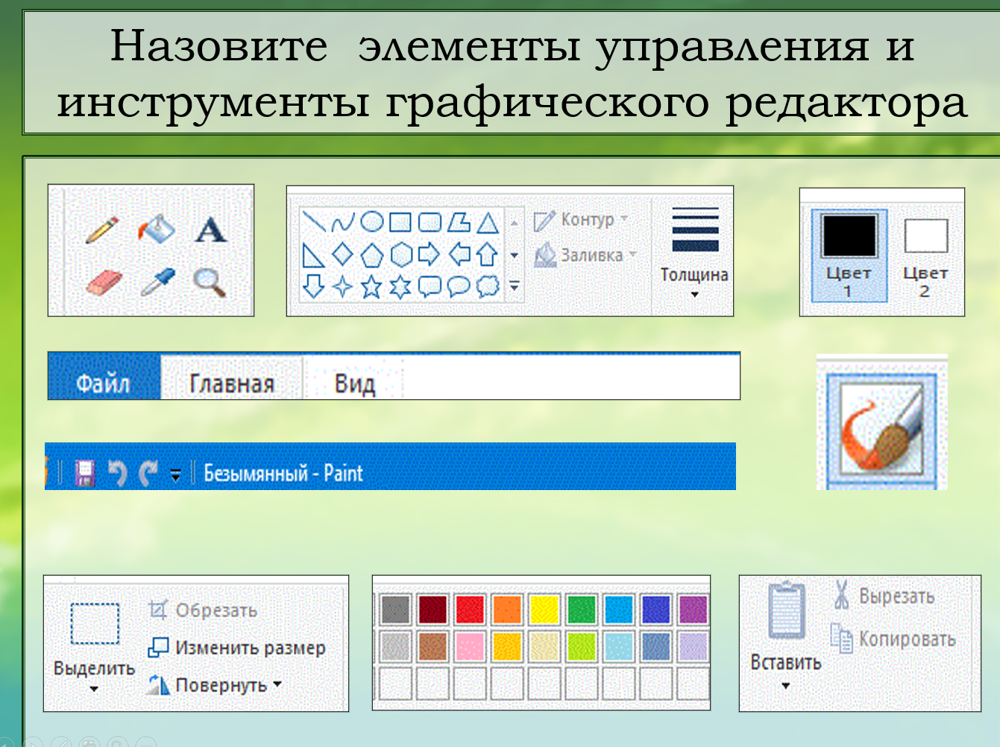 Назовите элементы управления и
инструменты графического редактора
A
Контур
Заливка
Толщина
Цвет
1
Цвет
2
Файл Главная Вид
Безымянный - Paint
Выделить
Обрезать
Изменить размер
Повернуть
Вставить
Вырезать
Копировать